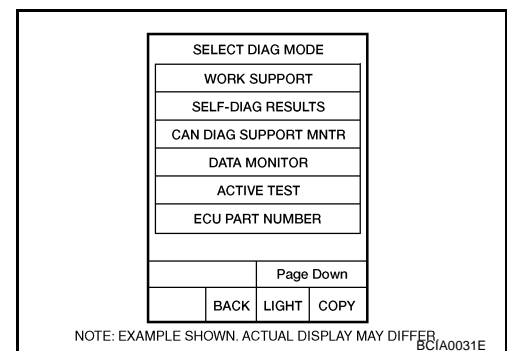 SELECT DIAG MODE
WORK SUPPORT
SELF-DIAG RESULTS
CAN DIAG SUPPORT MNTR
DATA MONITOR
ACTIVE TEST
ECU PART NUMBER
Page Down
BACK LIGHT COPY
NOTE: EXAMPLE SHOWN. ACTUAL DISPLAY MAY DIFFER
BCIA0031E